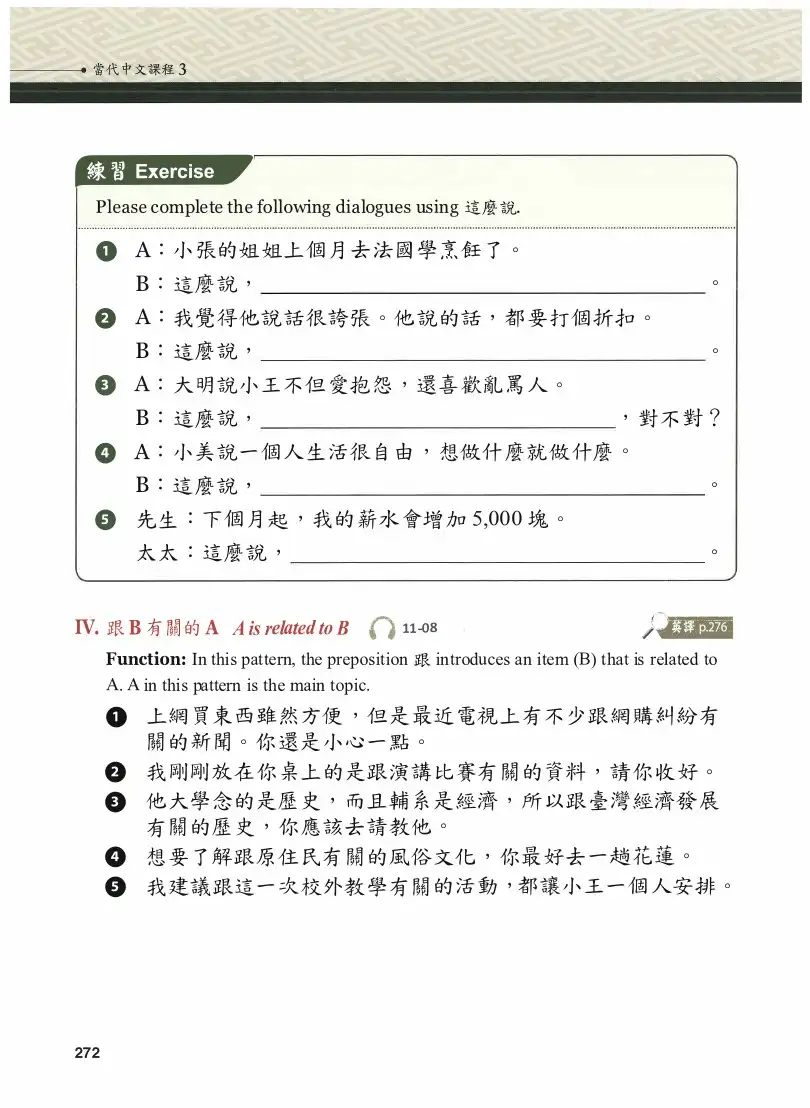 當代中文課程 3
練習 Exercise
Please complete the following dialogues using 這麼說.
1 A：小張的姐姐上個月去法國學烹飪了。
B：這麼說，＿＿＿＿＿＿＿＿＿＿＿＿＿＿＿＿＿＿＿＿。
2 A：我覺得他說話很誇張。他說的話，都要打個折扣。
B：這麼說，＿＿＿＿＿＿＿＿＿＿＿＿＿＿＿＿＿＿＿＿。
3 A：大明說小王不但愛抱怨，還喜歡亂罵人。
B：這麼說，＿＿＿＿＿＿＿＿＿＿＿＿＿＿＿＿，對不對？
4 A：小美說一個人生活很自由，想做什麼就做什麼。
B：這麼說，＿＿＿＿＿＿＿＿＿＿＿＿＿＿＿＿＿＿＿＿。
5 先生：下個月起，我的薪水會增加 5,000 塊。
太太：這麼說，＿＿＿＿＿＿＿＿＿＿＿＿＿＿＿＿＿＿＿。
IV. 跟 B 有關的 A A is related to B 11-08 英譯 p.276
Function: In this pattern, the preposition 跟 introduces an item (B) that is related to
A. A in this pattern is the main topic.
1 上網買東西雖然方便，但是最近電視上有不少跟網購糾紛有
關的新聞。你還是小心一點。
2 我剛剛放在你桌上的是跟演講比賽有關的資料，請你收好。
3 他大學念的是歷史，而且輔系是經濟，所以跟臺灣經濟發展
有關的歷史，你應該去請教他。
4 想要了解跟原住民有關的風俗文化，你最好去一趟花蓮。
5 我建議跟這一次校外教學有關的活動，都讓小王一個人安排。
272